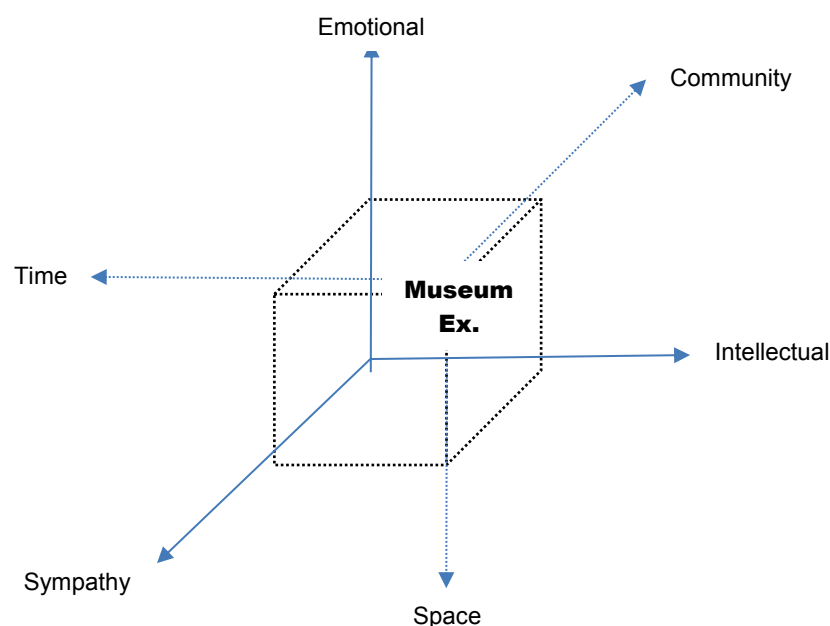 Emotional
Community
Time
Museum
Ex.
Intellectual
Sympathy
Space